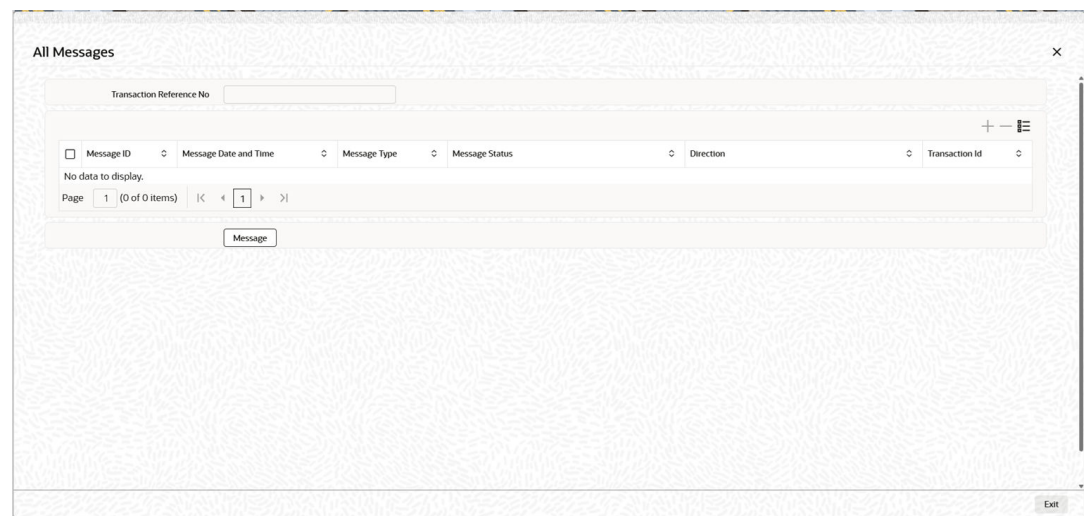 All Messages
Transaction Reference No
Message ID Message Date and Time Message Type Message Status Direction Transaction Id
No data to display.
Page 1 (0 of 0 items) 1
Message
Exit